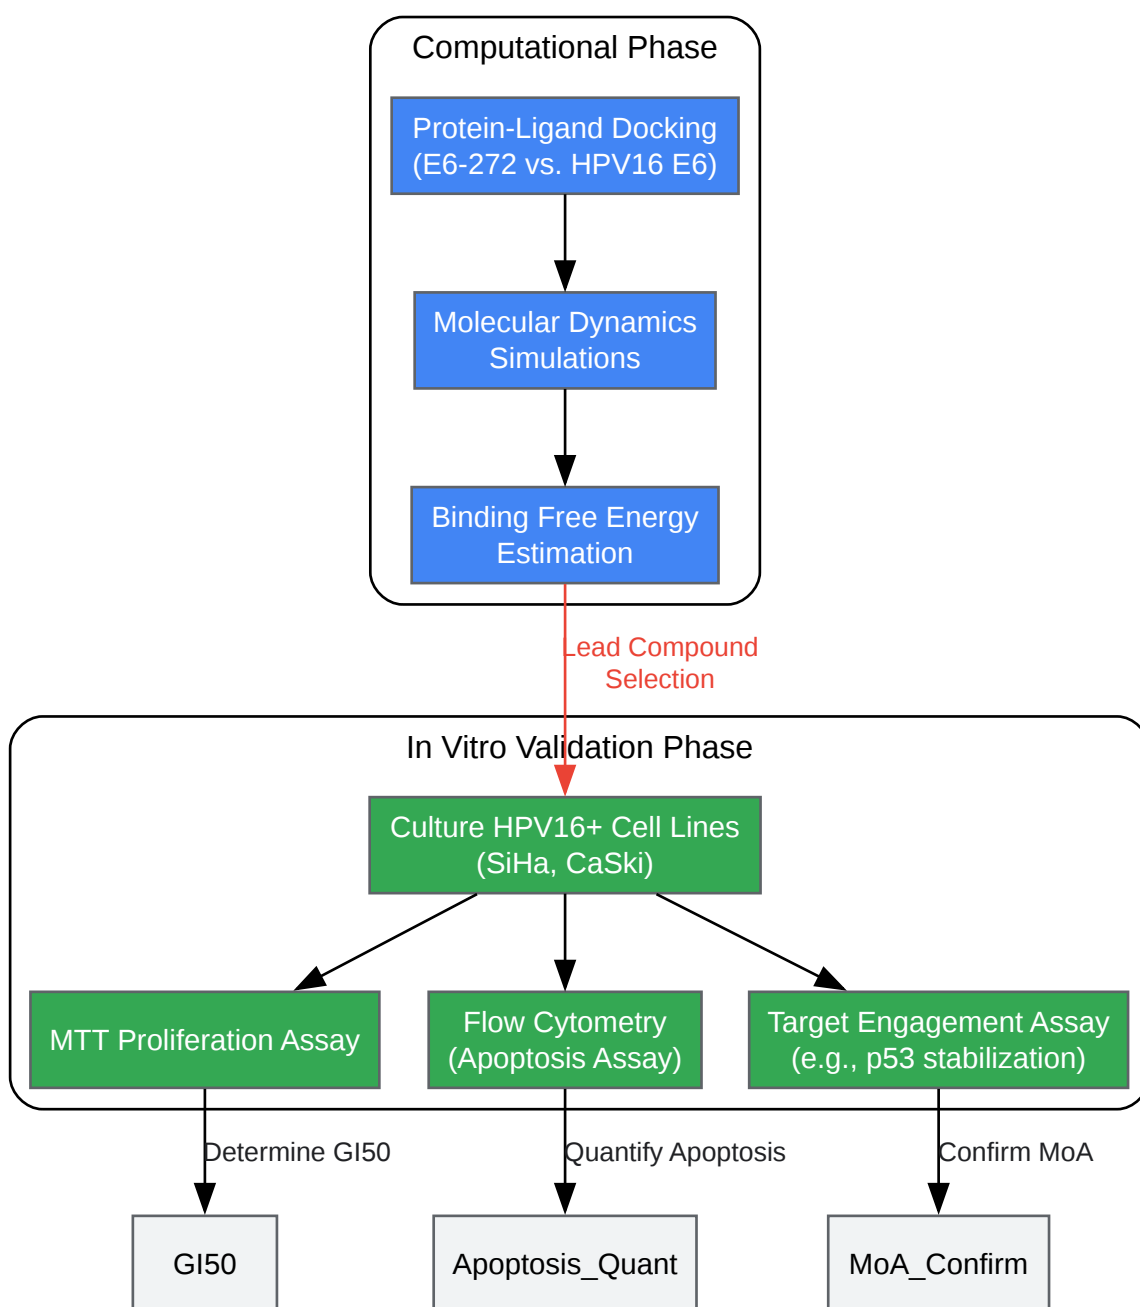 Computational Phase
Protein-Ligand Docking
(E6-272 vs. HPV16 E6)
Molecular Dynamics
Simulations
Binding Free Energy
Estimation
Lead Compound
Selection
In Vitro Validation Phase
Culture HPV16+ Cell Lines
(SiHa, CaSki)
MTT Proliferation Assay
Flow Cytometry
(Apoptosis Assay)
Target Engagement Assay
(e.g., p53 stabilization)
Determine GI50
Quantify Apoptosis
Confirm MoA
GI50
Apoptosis_Quant
MoA_Confirm